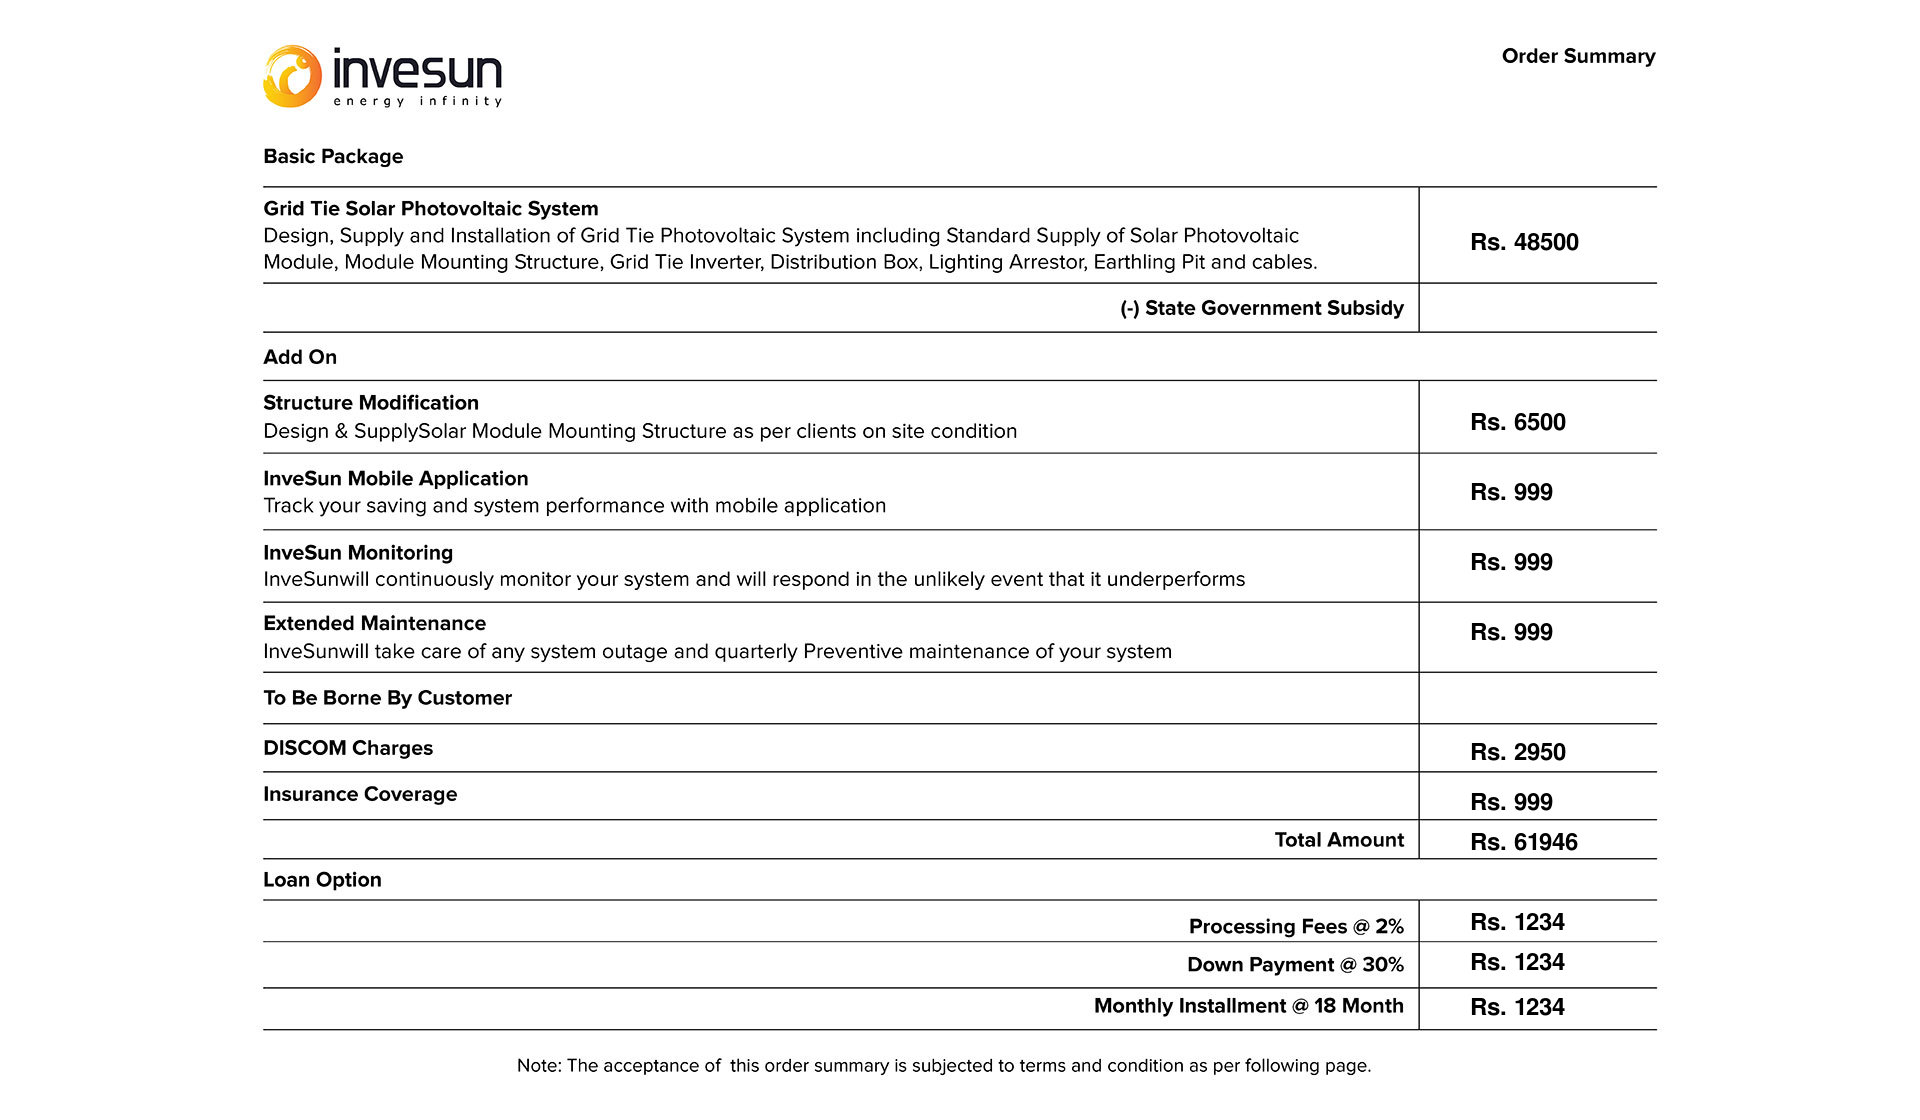 invesun
energy infinity
Order Summary
Basic Package
Grid Tie Solar Photovoltaic System
Design, Supply and Installation of Grid Tie Photovoltaic System including Standard Supply of Solar Photovoltaic
Module, Module Mounting Structure, Grid Tie Inverter, Distribution Box, Lighting Arrestor, Earthling Pit and cables.
Rs. 48500
(-) State Government Subsidy
Add On
Structure Modification
Design & SupplySolar Module Mounting Structure as per clients on site condition
Rs. 6500
InveSun Mobile Application
Track your saving and system performance with mobile application
Rs. 999
InveSun Monitoring
InveSunwill continuously monitor your system and will respond in the unlikely event that it underperforms
Rs. 999
Extended Maintenance
InveSunwill take care of any system outage and quarterly Preventive maintenance of your system
Rs. 999
To Be Borne By Customer
DISCOM Charges Rs. 2950
Insurance Coverage Rs. 999
Total Amount Rs. 61946
Loan Option
Processing Fees @ 2% Rs. 1234
Down Payment @ 30% Rs. 1234
Monthly Installment @ 18 Month Rs. 1234
Note: The acceptance of  this order summary is subjected to terms and condition as per following page.